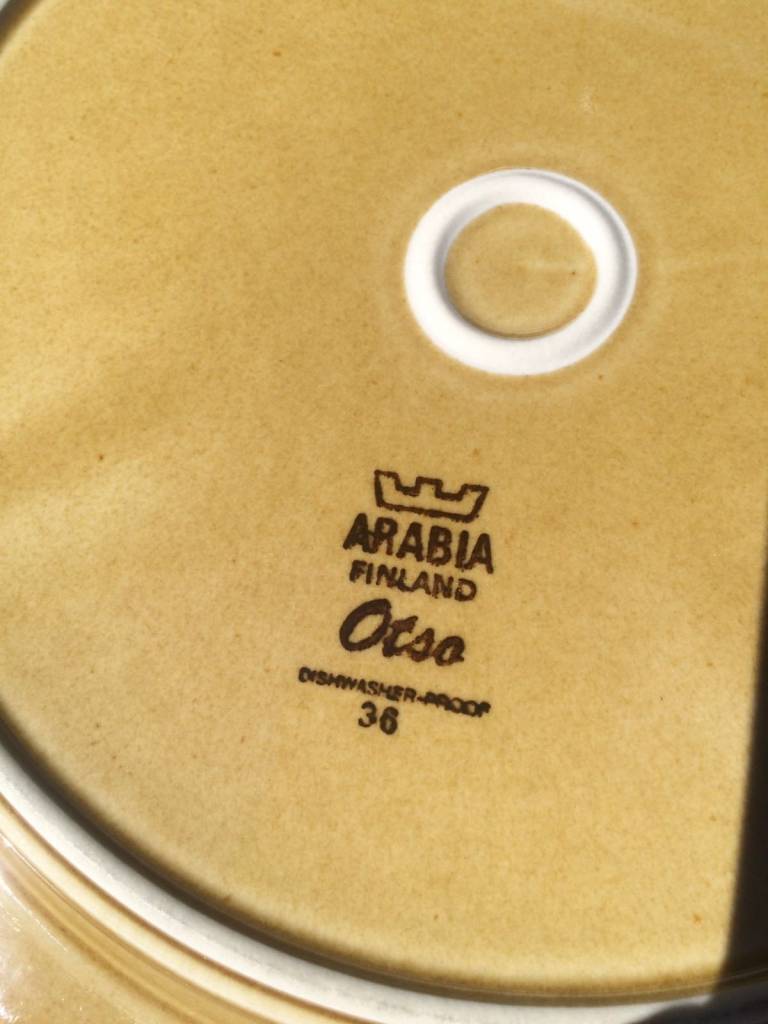 ARABIA
FINLAND
Otso
DISHWASHER-PROOF
36